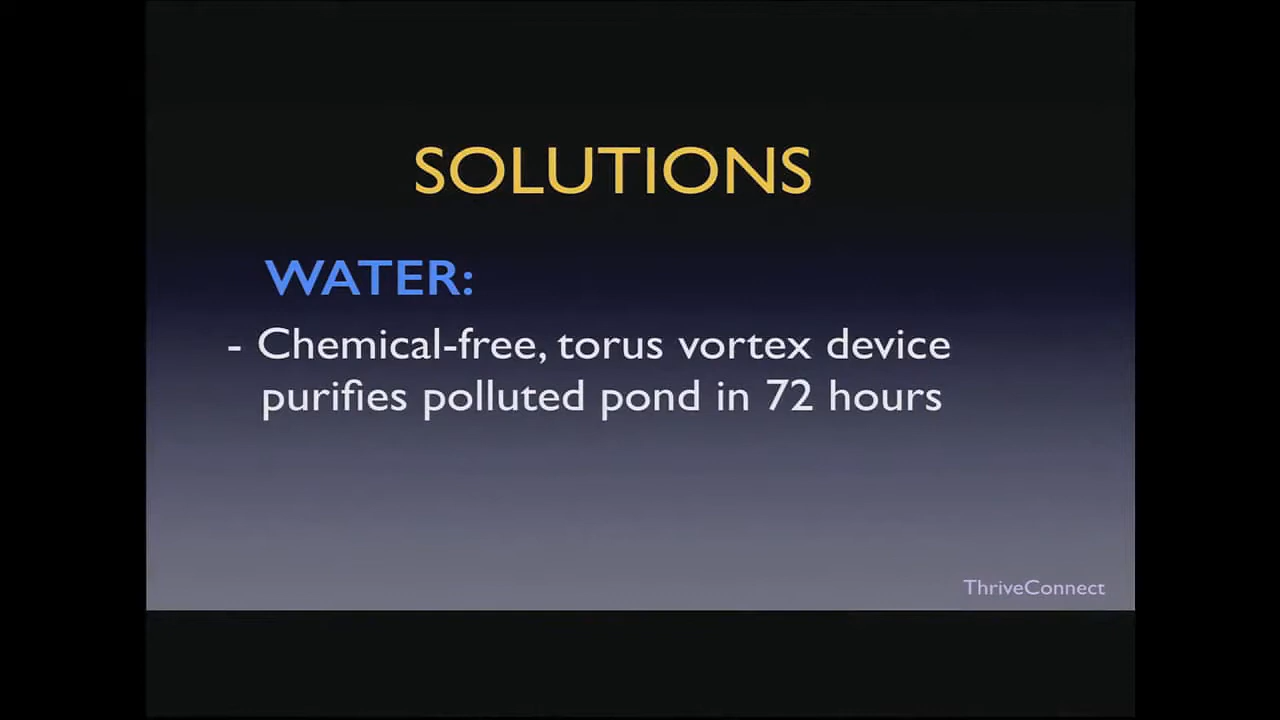 SOLUTIONS
WATER:
- Chemical-free, torus vortex device
purifies polluted pond in 72 hours
ThriveConnect